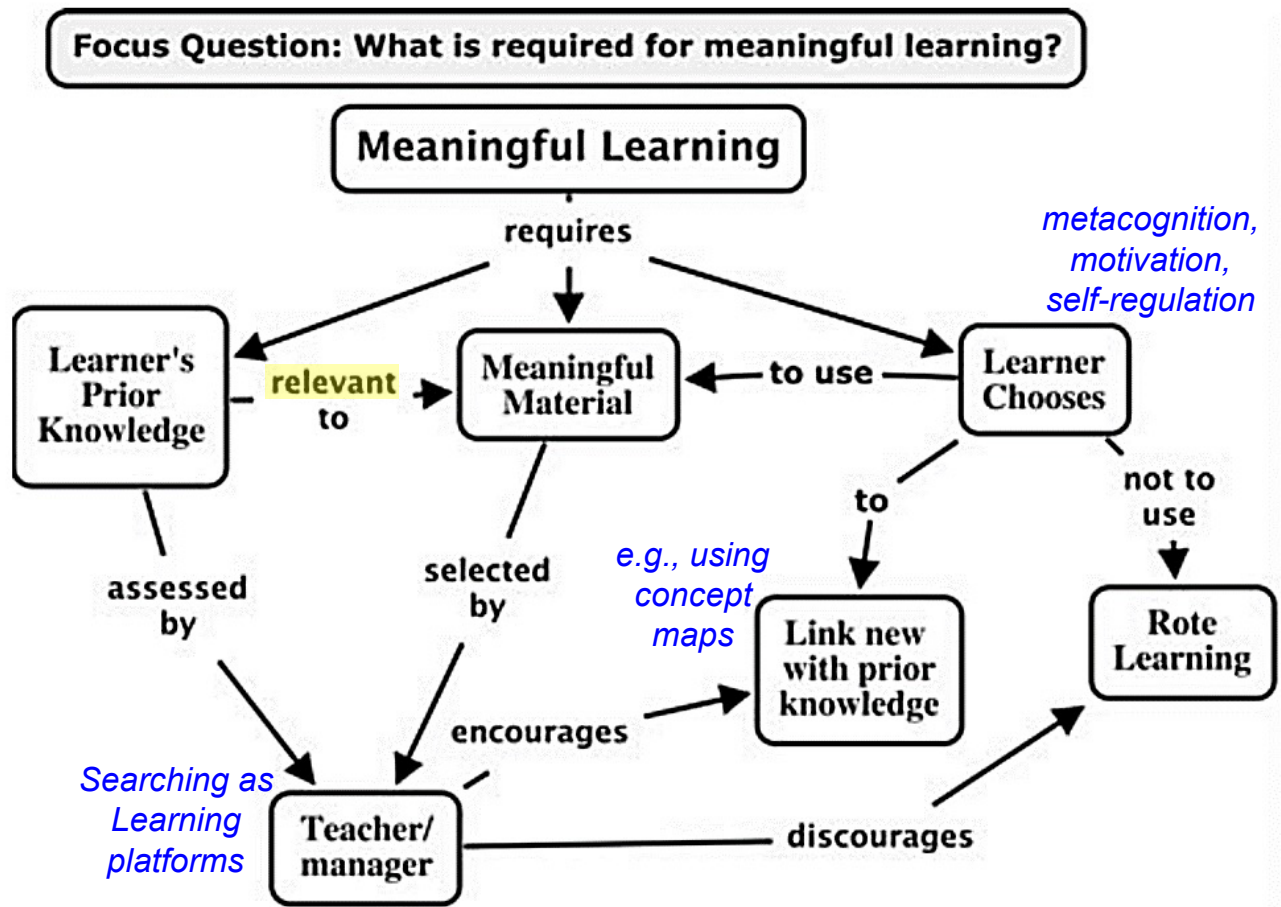 Focus Question: What is required for meaningful learning?
Meaningful Learning
requires
metacognition,
motivation,
self-regulation
Learner's
Prior
Knowledge
relevant
to
Meaningful
Material
to use
Learner
Chooses
assessed
by
selected
by
to
not to
use
e.g., using
concept
maps
Link new
with prior
knowledge
Rote
Learning
encourages
Searching as
Learning
platforms
Teacher/
manager
discourages